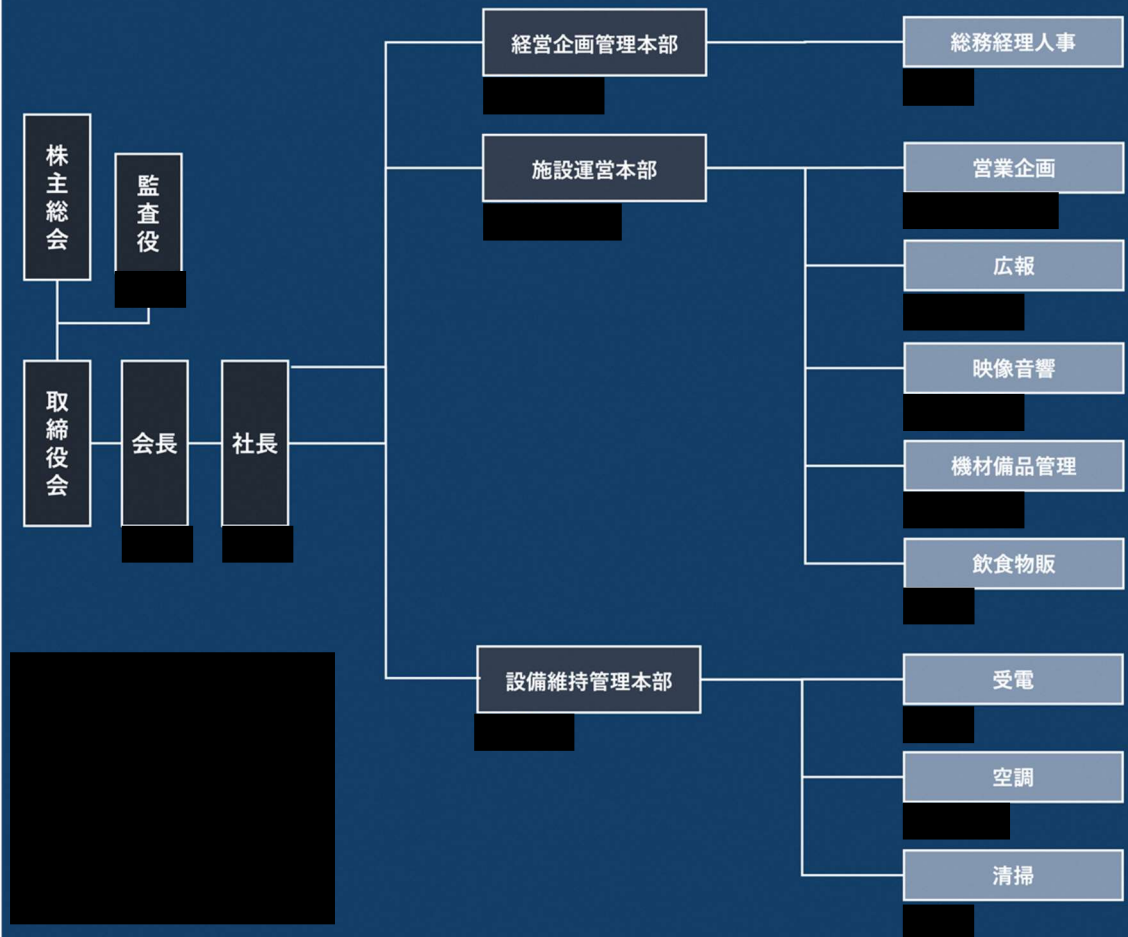 株主総会
監査役
取締役会
会長
社長
経営企画管理本部
総務経理人事
施設運営本部
営業企画
広報
映像音響
機材備品管理
飲食物販
設備維持管理本部
受電
空調
清掃